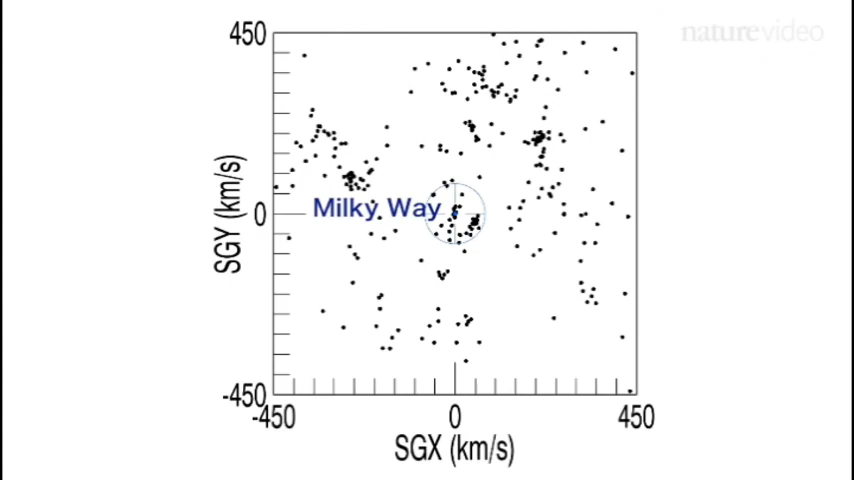 naturevideo
450
SGY (km/s)
Milky Way
0
-450
-450 0 450
SGX (km/s)